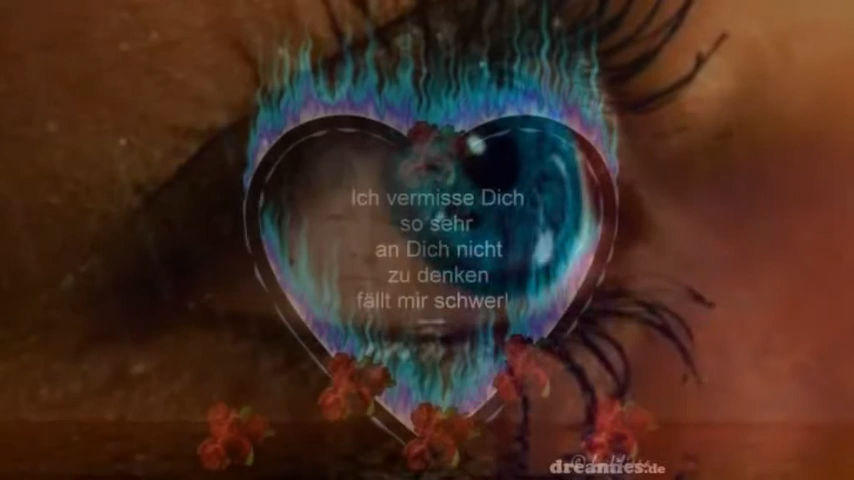 Ich vermisse Dich
so sehr
an Dich nicht
zu denken
fällt mir schwer!
dreamies.de